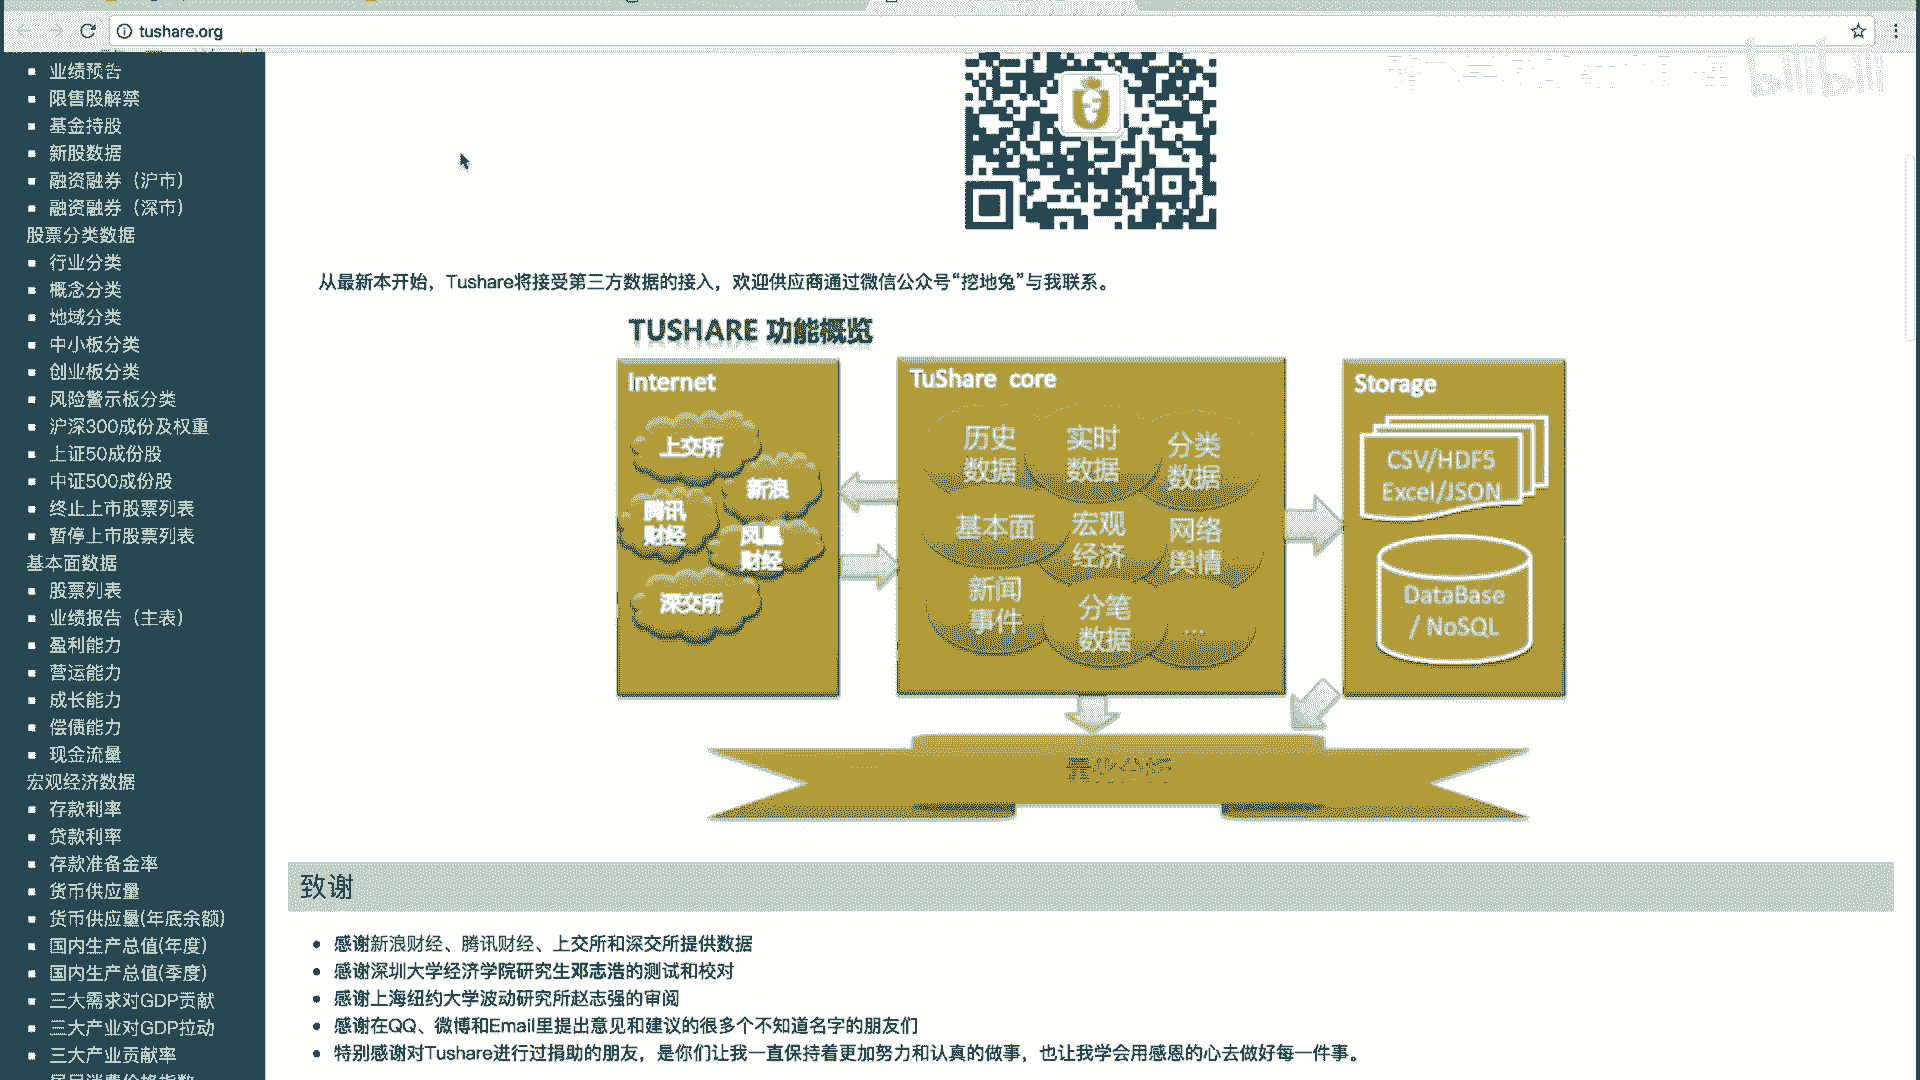 tushare.org
bilibili
业绩预告
限售股解禁
基金持股
新股数据
融资融券（沪市）
融资融券（深市）
股票分类数据
行业分类
概念分类
地域分类
中小板分类
创业板分类
风险警示板分类
沪深300成份及权重
上证50成份股
中证500成份股
终止上市股票列表
暂停上市股票列表
基本面数据
股票列表
业绩报告（主表）
盈利能力
营运能力
成长能力
偿债能力
现金流量
宏观经济数据
存款利率
贷款利率
存款准备金率
货币供应量
货币供应量(年底余额)
国内生产总值(年度)
国内生产总值(季度)
三大需求对GDP贡献
三大产业对GDP拉动
三大产业贡献率
从最新本开始，Tushare将接受第三方数据的接入，欢迎供应商通过微信公众号“挖地兔”与我联系。
TUSHARE 功能概览
Internet
上交所
新浪
腾讯
财经
凤凰
财经
深交所
TuShare core
历史
数据
实时
数据
分类
数据
基本面
宏观
经济
网络
舆情
新闻
事件
分笔
数据
...
Storage
CSV/HDF5
Excel/JSON
DataBase
/ NoSQL
量化分析
致谢
感谢新浪财经、腾讯财经、上交所和深交所提供数据
感谢深圳大学经济学院研究生邓志浩的测试和校对
感谢上海纽约大学波动研究所赵志强的审阅
感谢在QQ、微博和Email里提出意见和建议的很多个不知道名字的朋友们
特别感谢对Tushare进行过捐助的朋友，是你们让我一直保持着更加努力和认真的做事，也让我学会用感恩的心去做好每一件事。